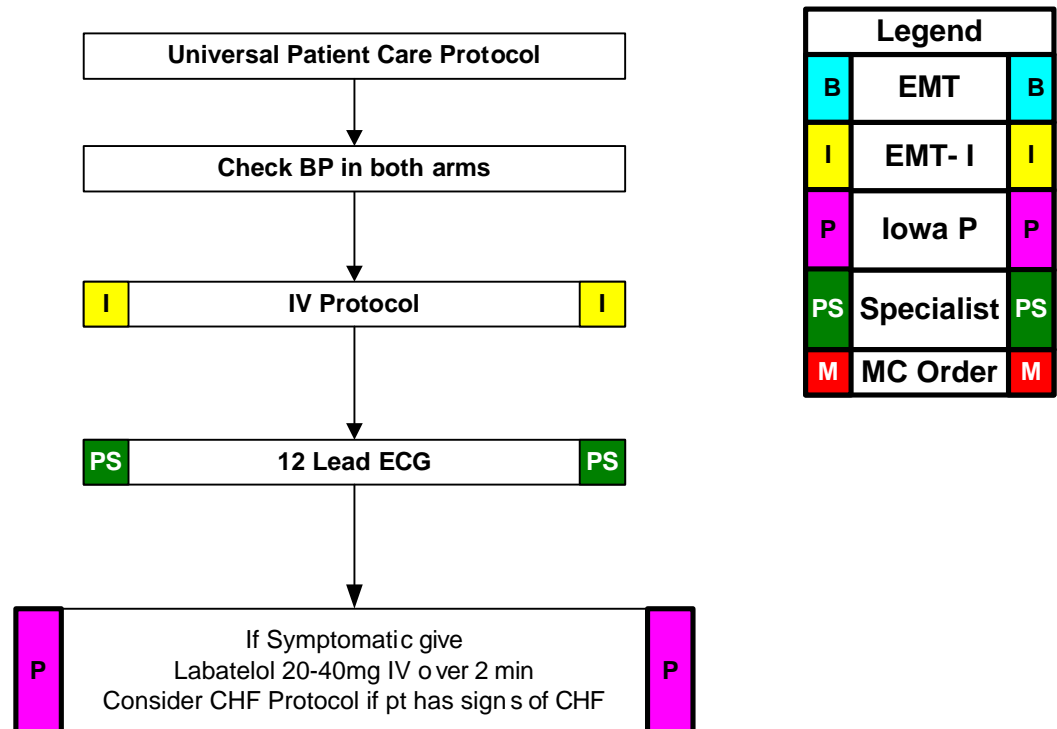 Universal Patient Care Protocol
Check BP in both arms
I IV Protocol I
PS 12 Lead ECG PS
P
If Symptomatic give
Labatelol 20-40mg IV over 2 min
Consider CHF Protocol if pt has signs of CHF
P
Legend
B EMT B
I EMT- I I
P Iowa P P
PS Specialist PS
M MC Order M